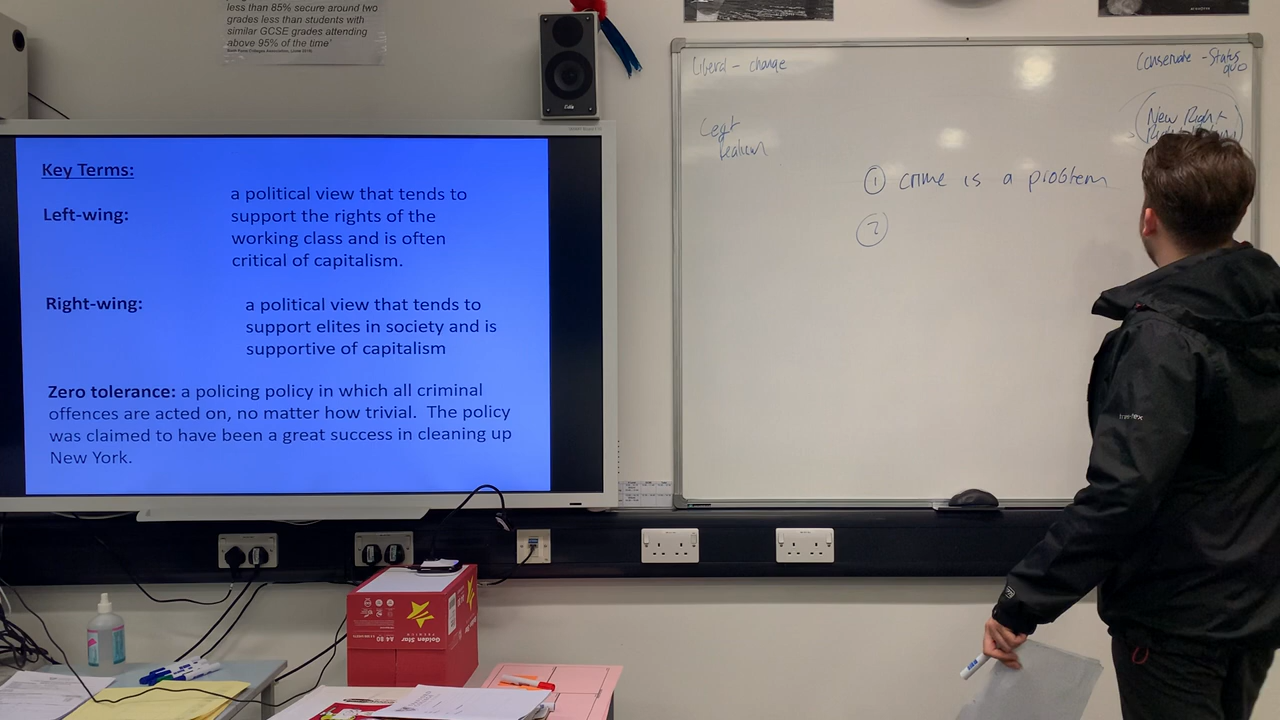 less than 85% secure around two
grades less than students with
similar GCSE grades attending
above 95% of the time'
Key Terms:
Left-wing:
a political view that tends to
support the rights of the
working class and is often
critical of capitalism.
Right-wing:
a political view that tends to
support elites in society and is
supportive of capitalism
Zero tolerance: a policing policy in which all criminal
offences are acted on, no matter how trivial. The policy
was claimed to have been a great success in cleaning up
New York.
Liberal - change
- Status
quo
New Right
Realism
① crime is a problem
②
trespass
Golden Star
PREMIUM
A4 80